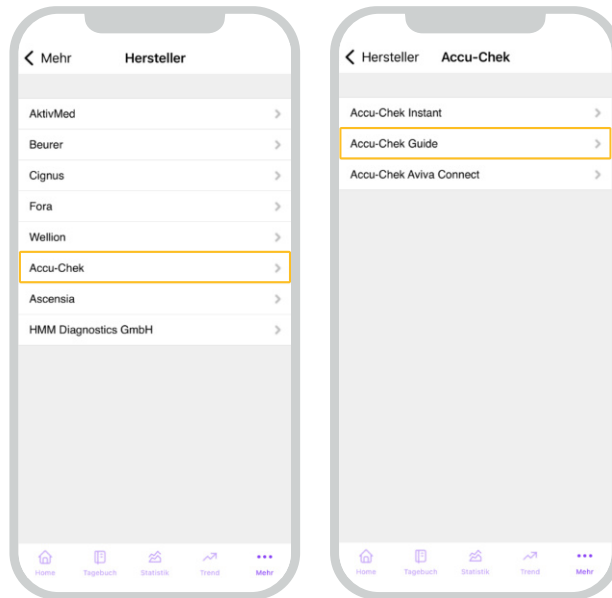 Mehr Hersteller
AktivMed
Beurer
Cignus
Fora
Wellion
Accu-Chek
Ascensia
HMM Diagnostics GmbH
Home Tagebuch Statistik Trend Mehr
Hersteller Accu-Chek
Accu-Chek Instant
Accu-Chek Guide
Accu-Chek Aviva Connect
Home Tagebuch Statistik Trend Mehr